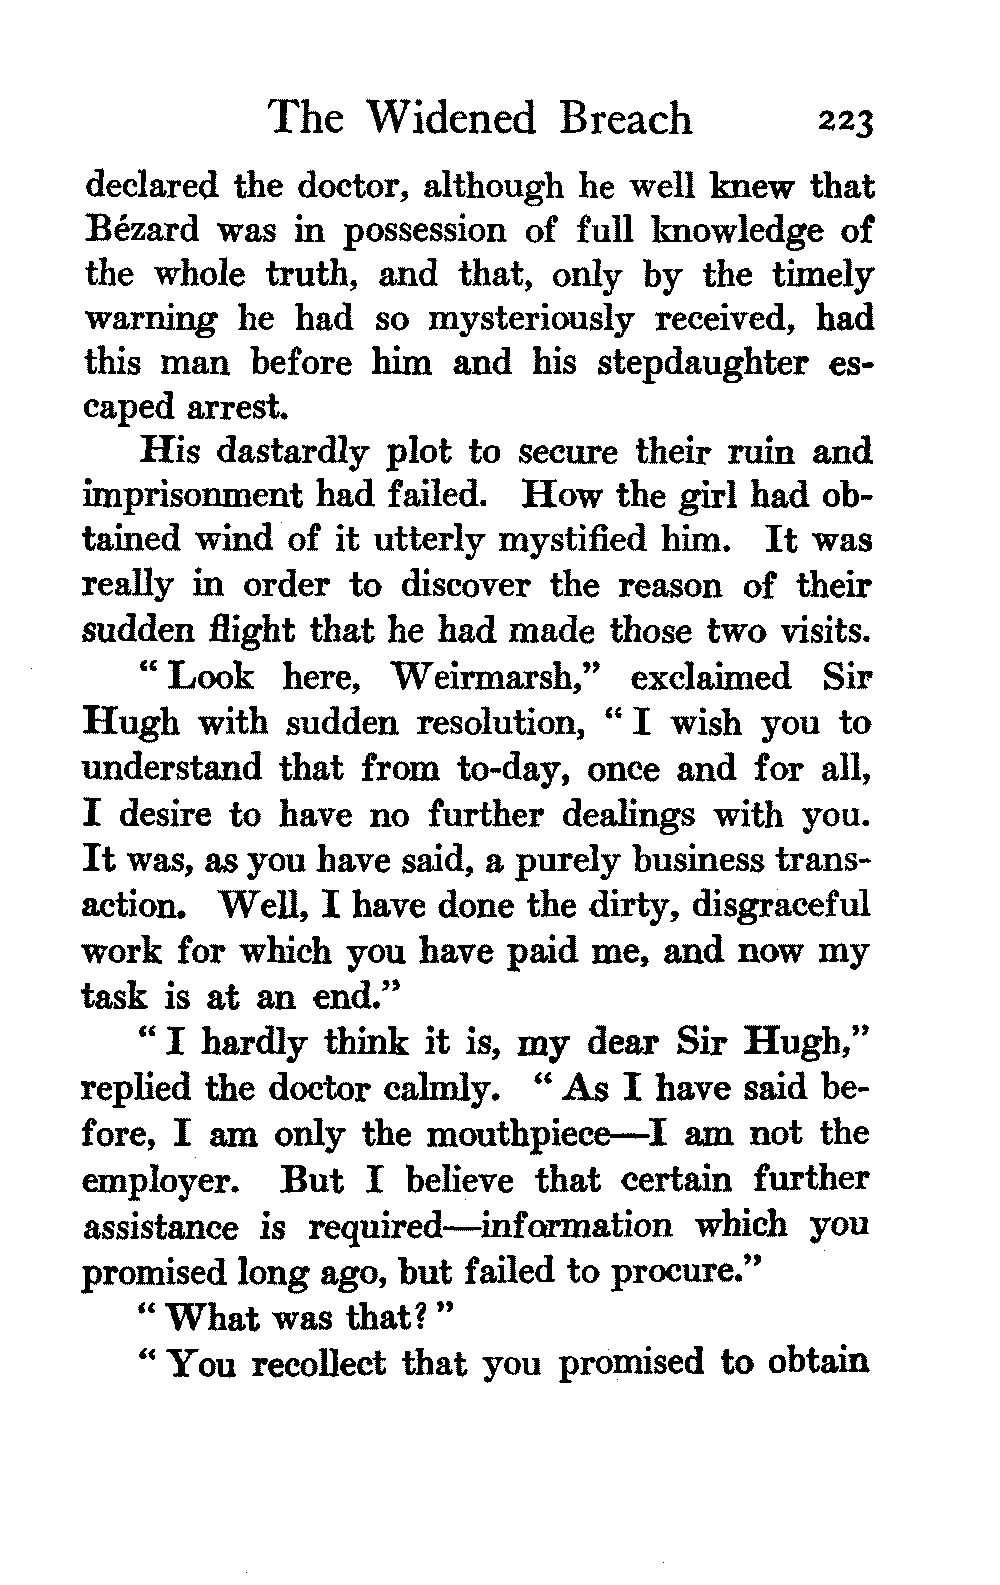 The Widened Breach 223
declared the doctor, although he well knew that
Bézard was in possession of full knowledge of
the whole truth, and that, only by the timely
warning he had so mysteriously received, had
this man before him and his stepdaughter es-
caped arrest.
His dastardly plot to secure their ruin and
imprisonment had failed. How the girl had ob-
tained wind of it utterly mystified him. It was
really in order to discover the reason of their
sudden flight that he had made those two visits.
“Look here, Weirmarsh,” exclaimed Sir
Hugh with sudden resolution, “I wish you to
understand that from to-day, once and for all,
I desire to have no further dealings with you.
It was, as you have said, a purely business trans-
action. Well, I have done the dirty, disgraceful
work for which you have paid me, and now my
task is at an end.”
“I hardly think it is, my dear Sir Hugh,”
replied the doctor calmly. “As I have said be-
fore, I am only the mouthpiece—I am not the
employer. But I believe that certain further
assistance is required—information which you
promised long ago, but failed to procure.”
“What was that?”
“You recollect that you promised to obtain